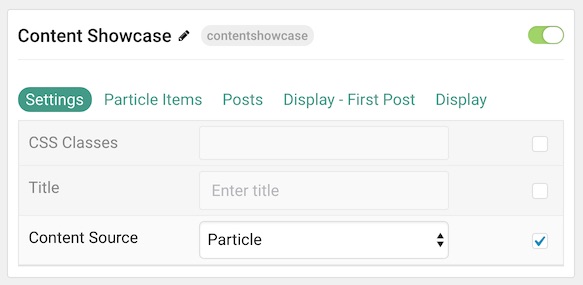 Content Showcase contentshowcase
Settings Particle Items Posts Display - First Post Display
CSS Classes
Title Enter title
Content Source Particle